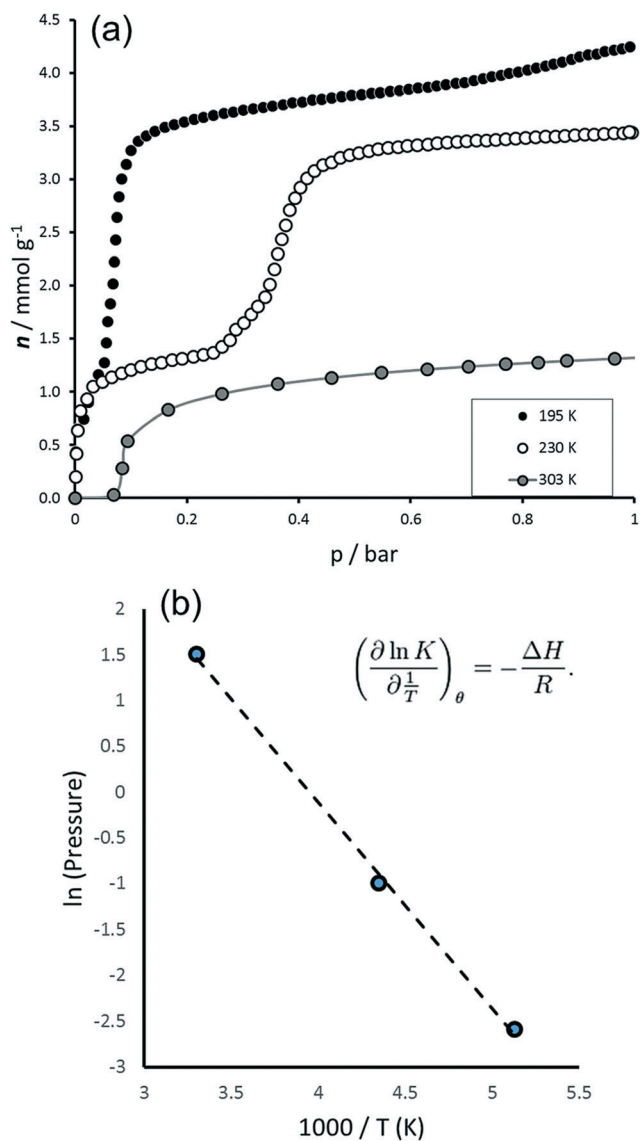 (a)
4.5
4.0
3.5
3.0
2.5
2.0
1.5
1.0
0.5
0.0
n / mmol g⁻¹
195 K
230 K
303 K
0 0.2 0.4 0.6 0.8 1
p / bar
(b)
2
1.5
1
0.5
0
-0.5
-1
-1.5
-2
-2.5
-3
ln (Pressure)
(∂ ln K / ∂ 1/T)θ = − ΔH / R .
3 3.5 4 4.5 5 5.5
1000 / T (K)